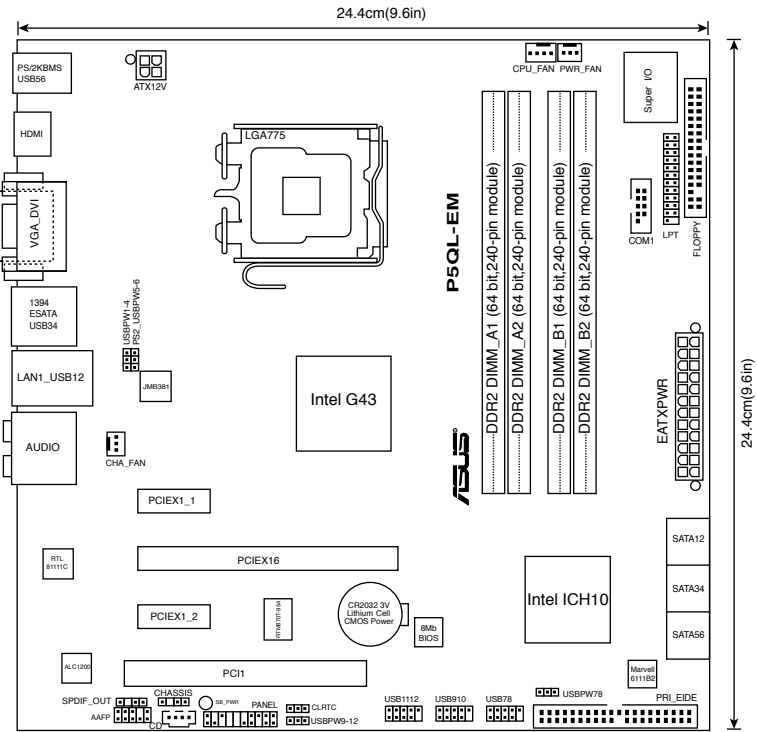 24.4cm(9.6in)
PS/2KBMS
USB56
ATX12V
CPU_FAN
PWR_FAN
Super I/O
HDMI
LGA775
VGA_DVI
COM1
LPT
FLOPPY
P5QL-EM
DDR2 DIMM_A1 (64 bit,240-pin module)
DDR2 DIMM_A2 (64 bit,240-pin module)
DDR2 DIMM_B1 (64 bit,240-pin module)
DDR2 DIMM_B2 (64 bit,240-pin module)
1394
ESATA
USB34
USBPW1-4
PS2_USBPW5-6
LAN1_USB12
JMB381
Intel G43
EATXPWR
24.4cm(9.6in)
AUDIO
CHA_FAN
ASUS
PCIEX1_1
SATA12
RTL
81111C
PCIEX16
Intel ICH10
SATA34
PCIEX1_2
RTM870T-954
CR2032 3V
Lithium Cell
CMOS Power
8Mb
BIOS
SATA56
ALC1200
PCI1
Marvell
6111B2
SPDIF_OUT
CHASSIS
SB_PWR
PANEL
CLRTC
USB1112
USB910
USB78
USBPW78
PRI_EIDE
AAFP
CD
USBPW9-12